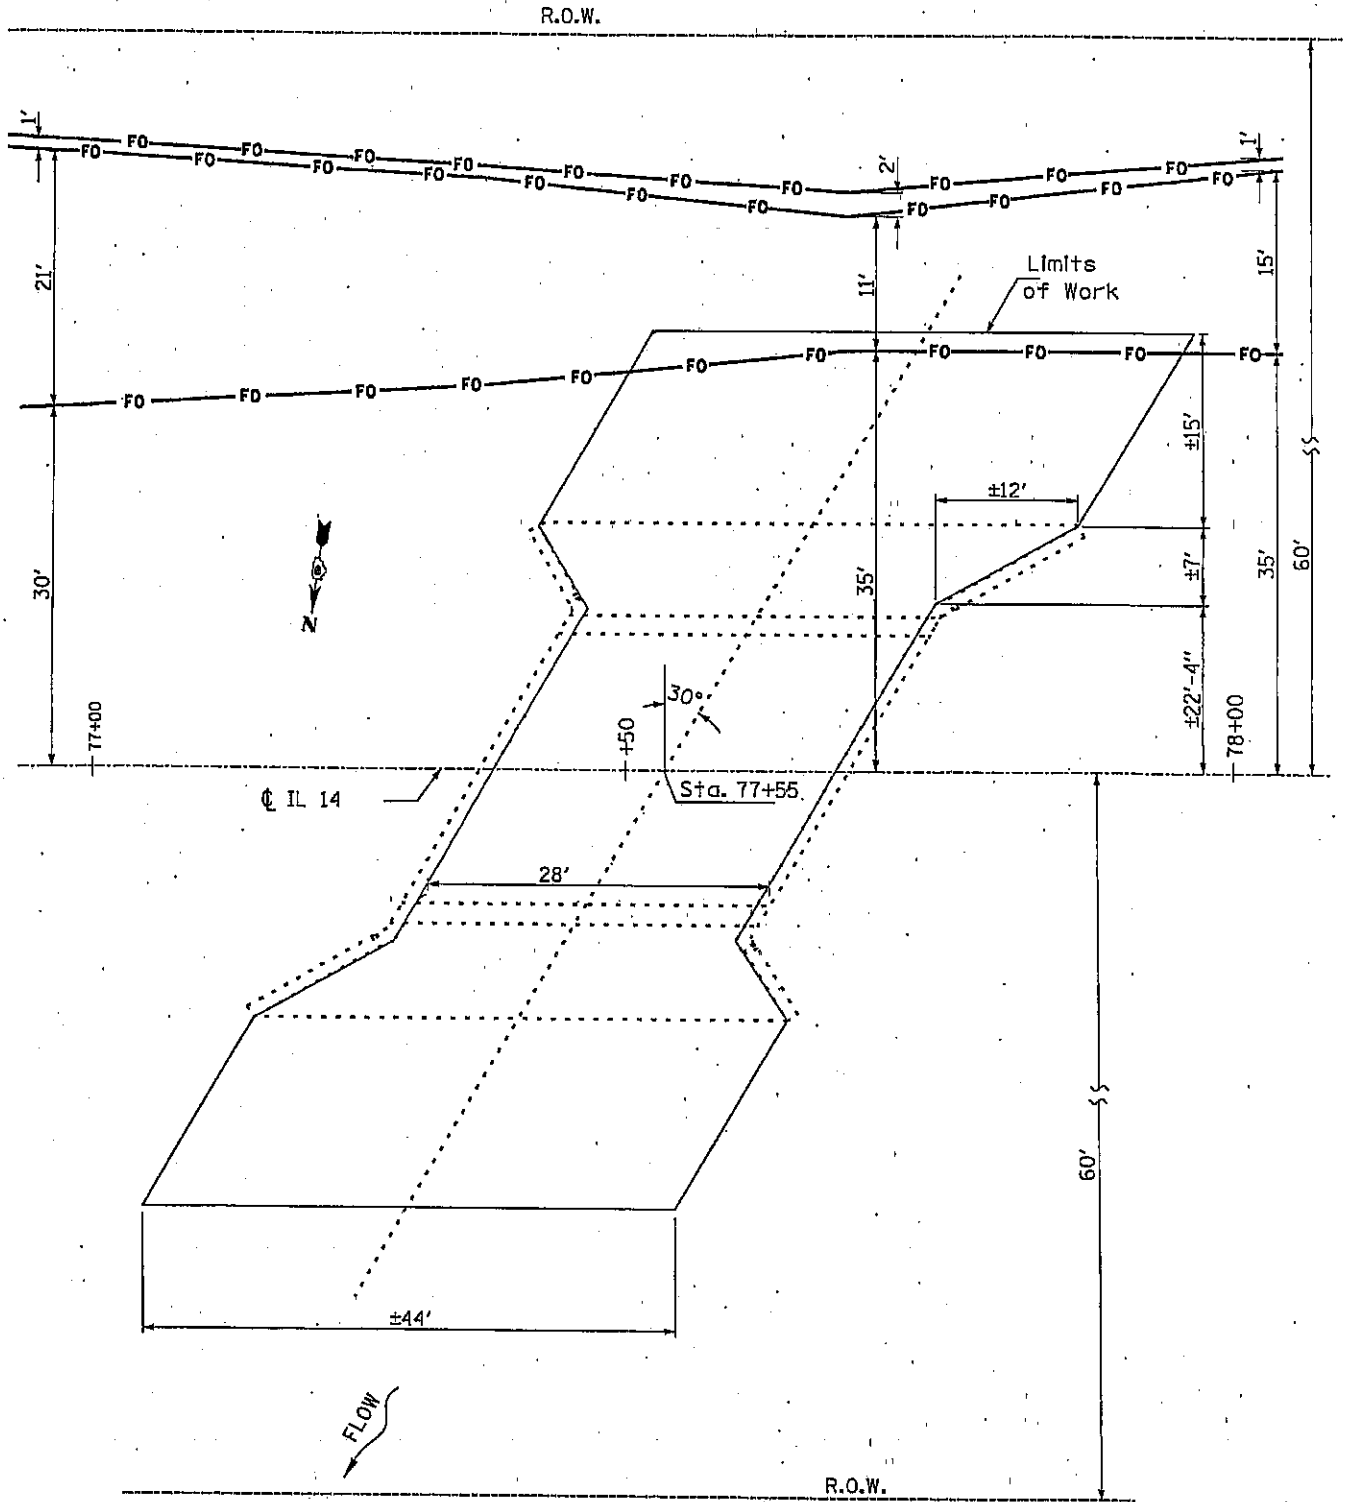 R.O.W.
1'
FO FO FO FO FO FO FO FO FO FO
FO FO FO FO FO FO FO FO FO FO FO
2'
1'
21'
11'
15'
Limits
of Work
FO FO FO FO FO FO FO FO FO FO FO
±15'
±12'
30'
N
35'
±7'
35'
60'
±22'-4"
30°
77+00
+50
78+00
℄ IL 14
Sta. 77+55
28'
60'
±44'
FLOW
R.O.W.